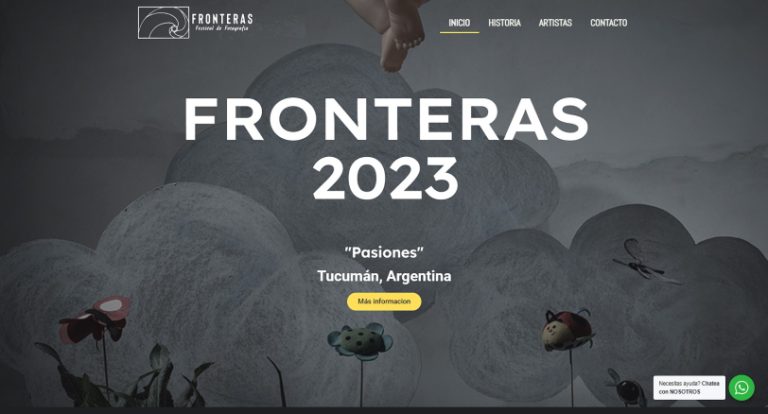 FRONTERAS
Festival de Fotografía
INICIO
HISTORIA
ARTISTAS
CONTACTO
FRONTERAS
2023
"Pasiones"
Tucumán, Argentina
Más informacion
Necesitas ayuda? Chatea
con NOSOTROS